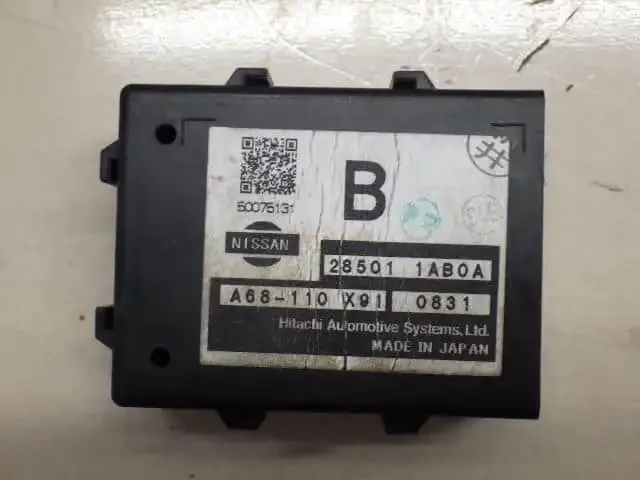 B
50075131
NISSAN
28501 1AB0A
A68-110 X91 0831
Hitachi Automotive Systems, Ltd.
MADE IN JAPAN